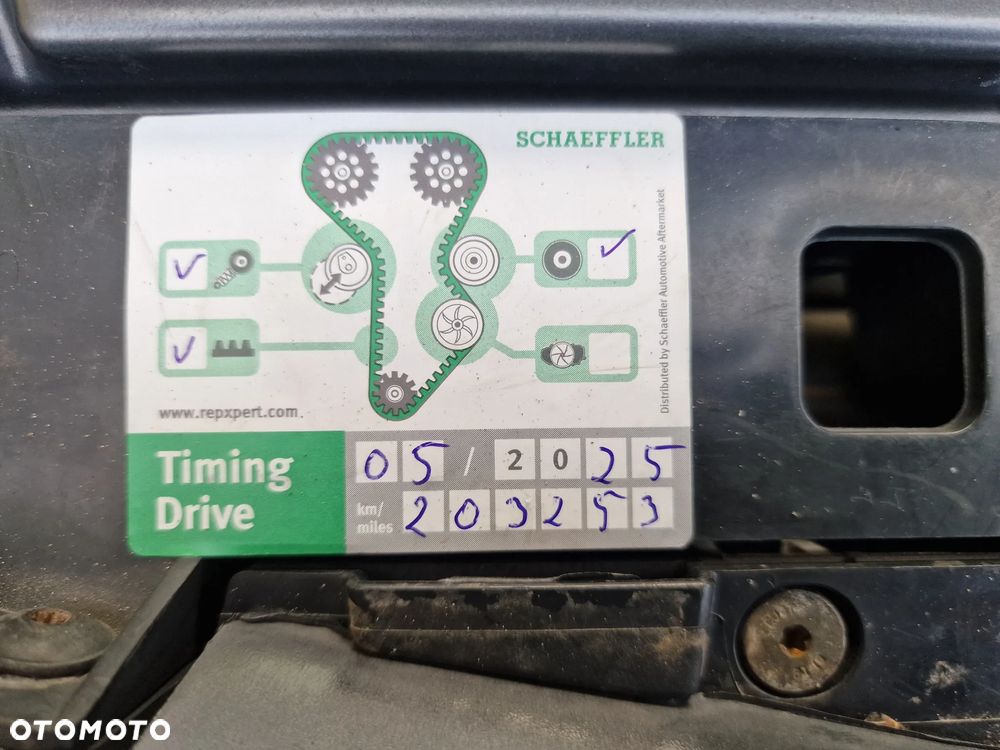 SCHAEFFLER
www.repxpert.com
Distributed by Schaeffler Automotive Aftermarket
Timing
Drive
05 / 2025
km/
miles
203253
OTOMOTO